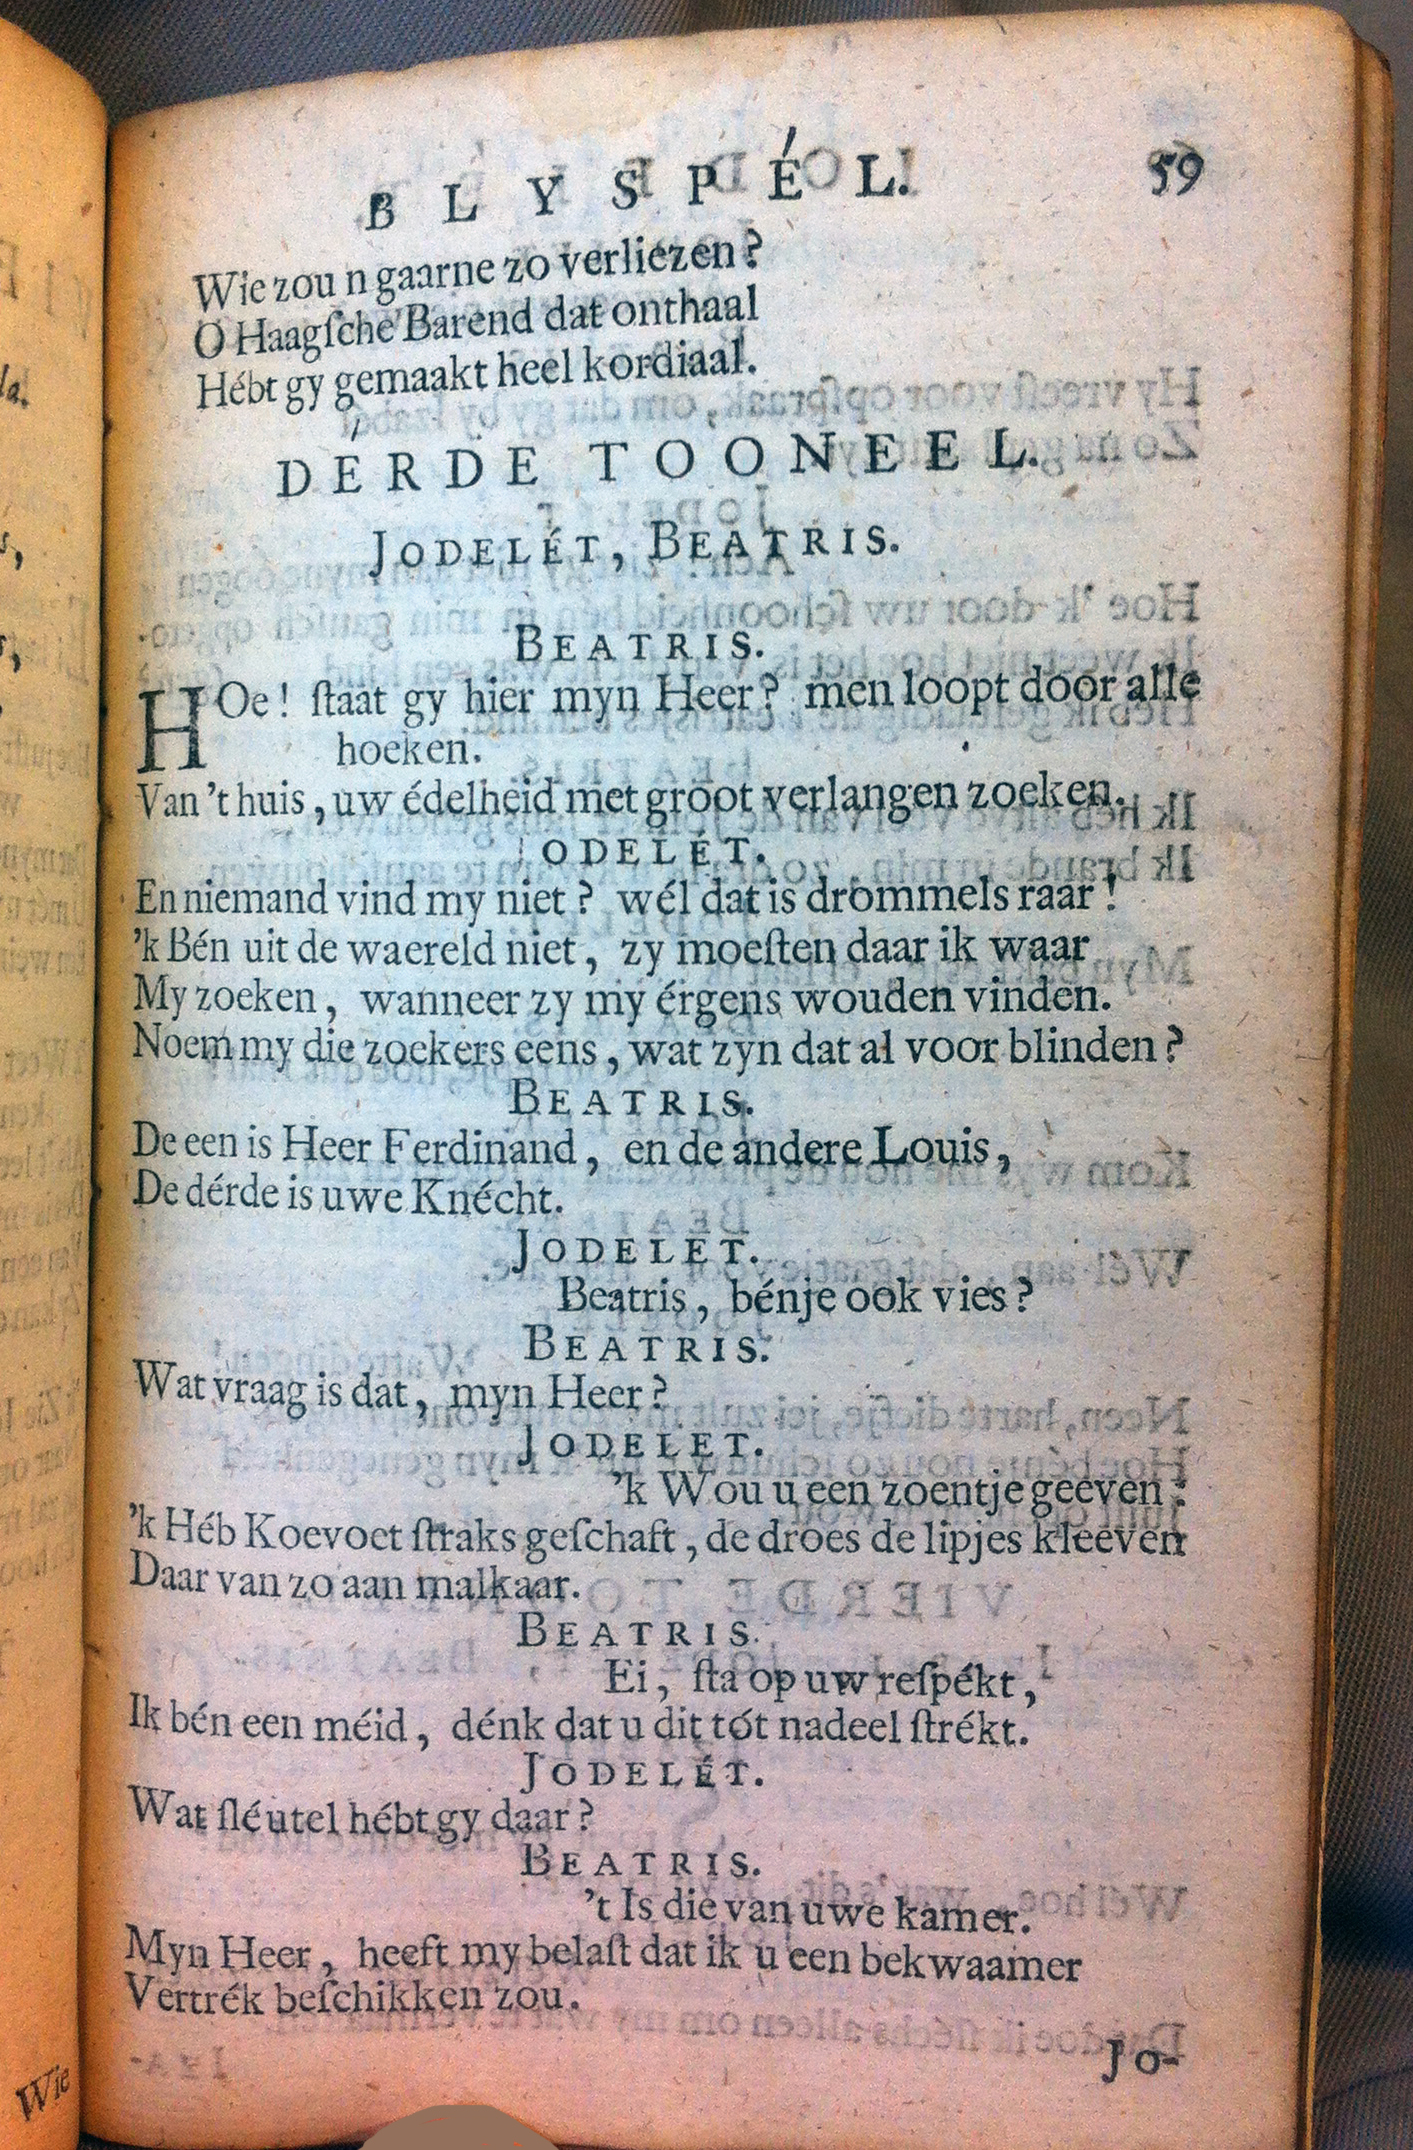 BLYSPÉL. 59
Wie zou n gaarne zo verliezen?
O Haagſche Barend dat onthaal
Hébt gy gemaakt heel kordiaal.
DÉRDE TOONEEL.
JODELÉT, BEATRIS.
BEATRIS.
HOe! ſtaat gy hier myn Heer? men loopt door alle
hoeken.
Van 't huis, uw édelheid met groot verlangen zoeken.
JODELÉT.
En niemand vind my niet? wél dat is drommels raar!
'k Bén uit de waereld niet, zy moeſten daar ik waar
My zoeken, wanneer zy my érgens wouden vinden.
Noem my die zoekers eens, wat zyn dat al voor blinden?
BEATRIS.
De een is Heer Ferdinand, en de andere Louis,
De dérde is uwe Knécht.
JODELÉT.
Beatris, bénje ook vies?
BEATRIS.
Wat vraag is dat, myn Heer?
JODELÉT.
'k Wou u een zoentje geeven:
'k Héb Koevoet ſtraks geſchaft, de droes de lipjes kleeven
Daar van zo aan malkaar.
BEATRIS.
Ei, ſta op uw reſpékt,
Ik bén een méid, dénk dat u dit tót nadeel ſtrékt.
JODELÉT.
Wat ſléutel hébt gy daar?
BEATRIS.
't Is die van uwe kamer.
Myn Heer, heeft my belaſt dat ik u een bekwaamer
Vertrék beſchikken zou.
Jo-
Wie